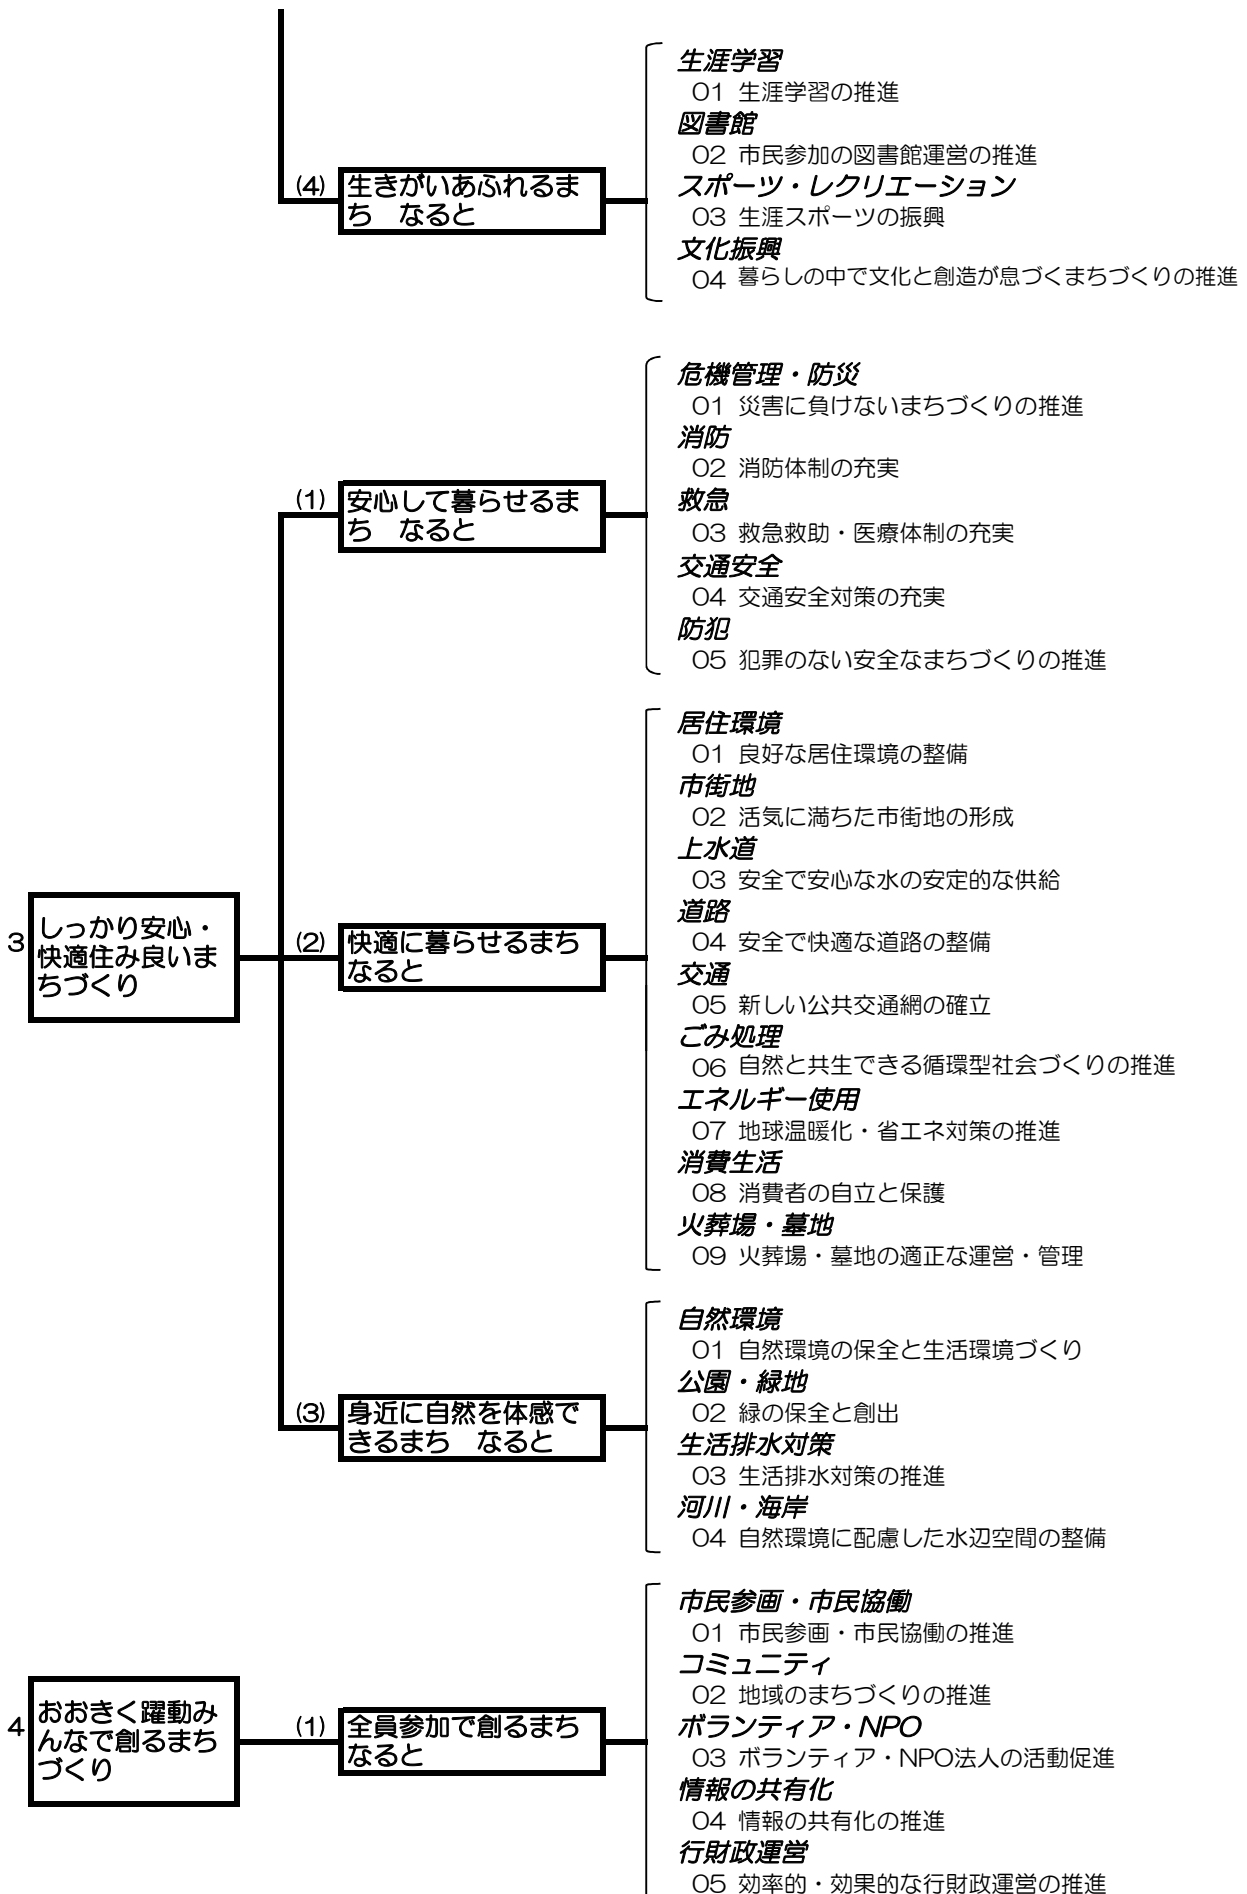 (4) 生きがいあふれるま
ち　なると
生涯学習
01 生涯学習の推進
図書館
02 市民参加の図書館運営の推進
スポーツ・レクリエーション
03 生涯スポーツの振興
文化振興
04 暮らしの中で文化と創造が息づくまちづくりの推進
3 しっかり安心・
快適住み良いま
ちづくり
(1) 安心して暮らせるま
ち　なると
危機管理・防災
01 災害に負けないまちづくりの推進
消防
02 消防体制の充実
救急
03 救急救助・医療体制の充実
交通安全
04 交通安全対策の充実
防犯
05 犯罪のない安全なまちづくりの推進
(2) 快適に暮らせるまち
なると
居住環境
01 良好な居住環境の整備
市街地
02 活気に満ちた市街地の形成
上水道
03 安全で安心な水の安定的な供給
道路
04 安全で快適な道路の整備
交通
05 新しい公共交通網の確立
ごみ処理
06 自然と共生できる循環型社会づくりの推進
エネルギー使用
07 地球温暖化・省エネ対策の推進
消費生活
08 消費者の自立と保護
火葬場・墓地
09 火葬場・墓地の適正な運営・管理
(3) 身近に自然を体感で
きるまち　なると
自然環境
01 自然環境の保全と生活環境づくり
公園・緑地
02 緑の保全と創出
生活排水対策
03 生活排水対策の推進
河川・海岸
04 自然環境に配慮した水辺空間の整備
4 おおきく躍動み
んなで創るまち
づくり
(1) 全員参加で創るまち
なると
市民参画・市民協働
01 市民参画・市民協働の推進
コミュニティ
02 地域のまちづくりの推進
ボランティア・NPO
03 ボランティア・NPO法人の活動促進
情報の共有化
04 情報の共有化の推進
行財政運営
05 効率的・効果的な行財政運営の推進